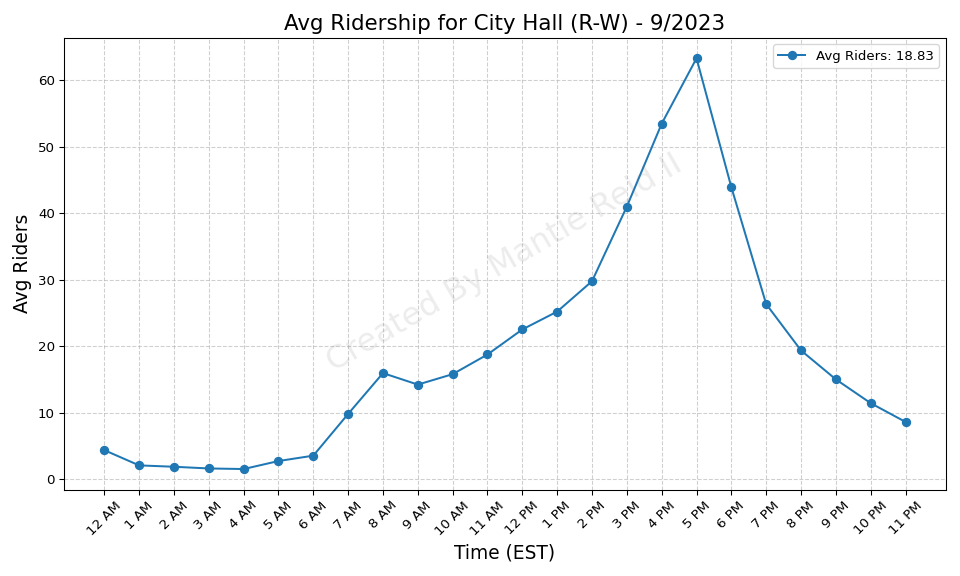 Avg Ridership for City Hall (R-W) - 9/2023
Avg Riders: 18.83
Avg Riders
60
50
40
30
20
10
0
Created By Mantie Reid II
12 AM
1 AM
2 AM
3 AM
4 AM
5 AM
6 AM
7 AM
8 AM
9 AM
10 AM
11 AM
12 PM
1 PM
2 PM
3 PM
4 PM
5 PM
6 PM
7 PM
8 PM
9 PM
10 PM
11 PM
Time (EST)